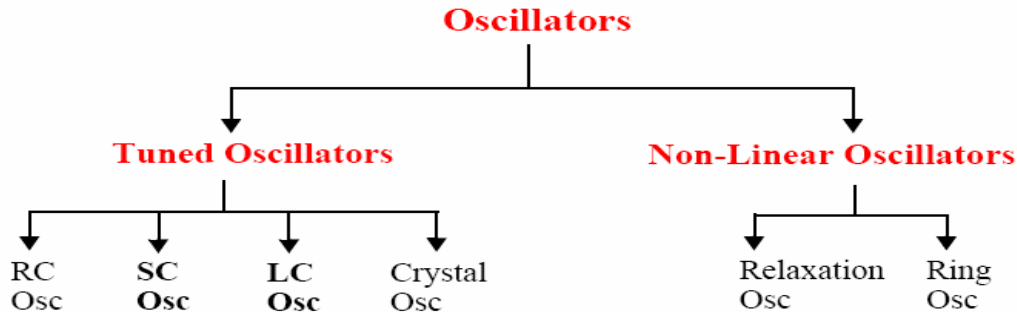 Oscillators
Tuned Oscillators
Non-Linear Oscillators
RC
Osc
SC
Osc
LC
Osc
Crystal
Osc
Relaxation
Osc
Ring
Osc